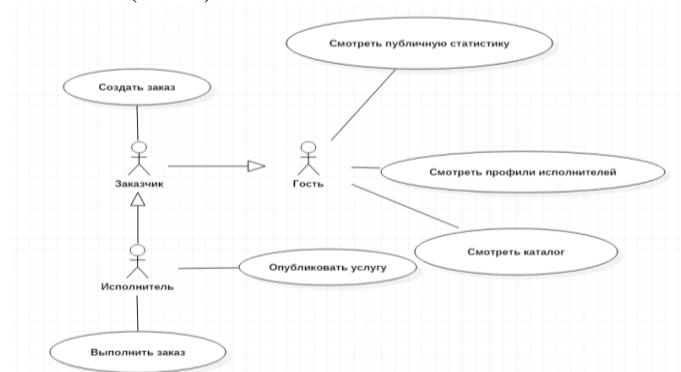 Смотреть публичную статистику
Создать заказ
Заказчик
Гость
Смотреть профили исполнителей
Смотреть каталог
Опубликовать услугу
Исполнитель
Выполнить заказ